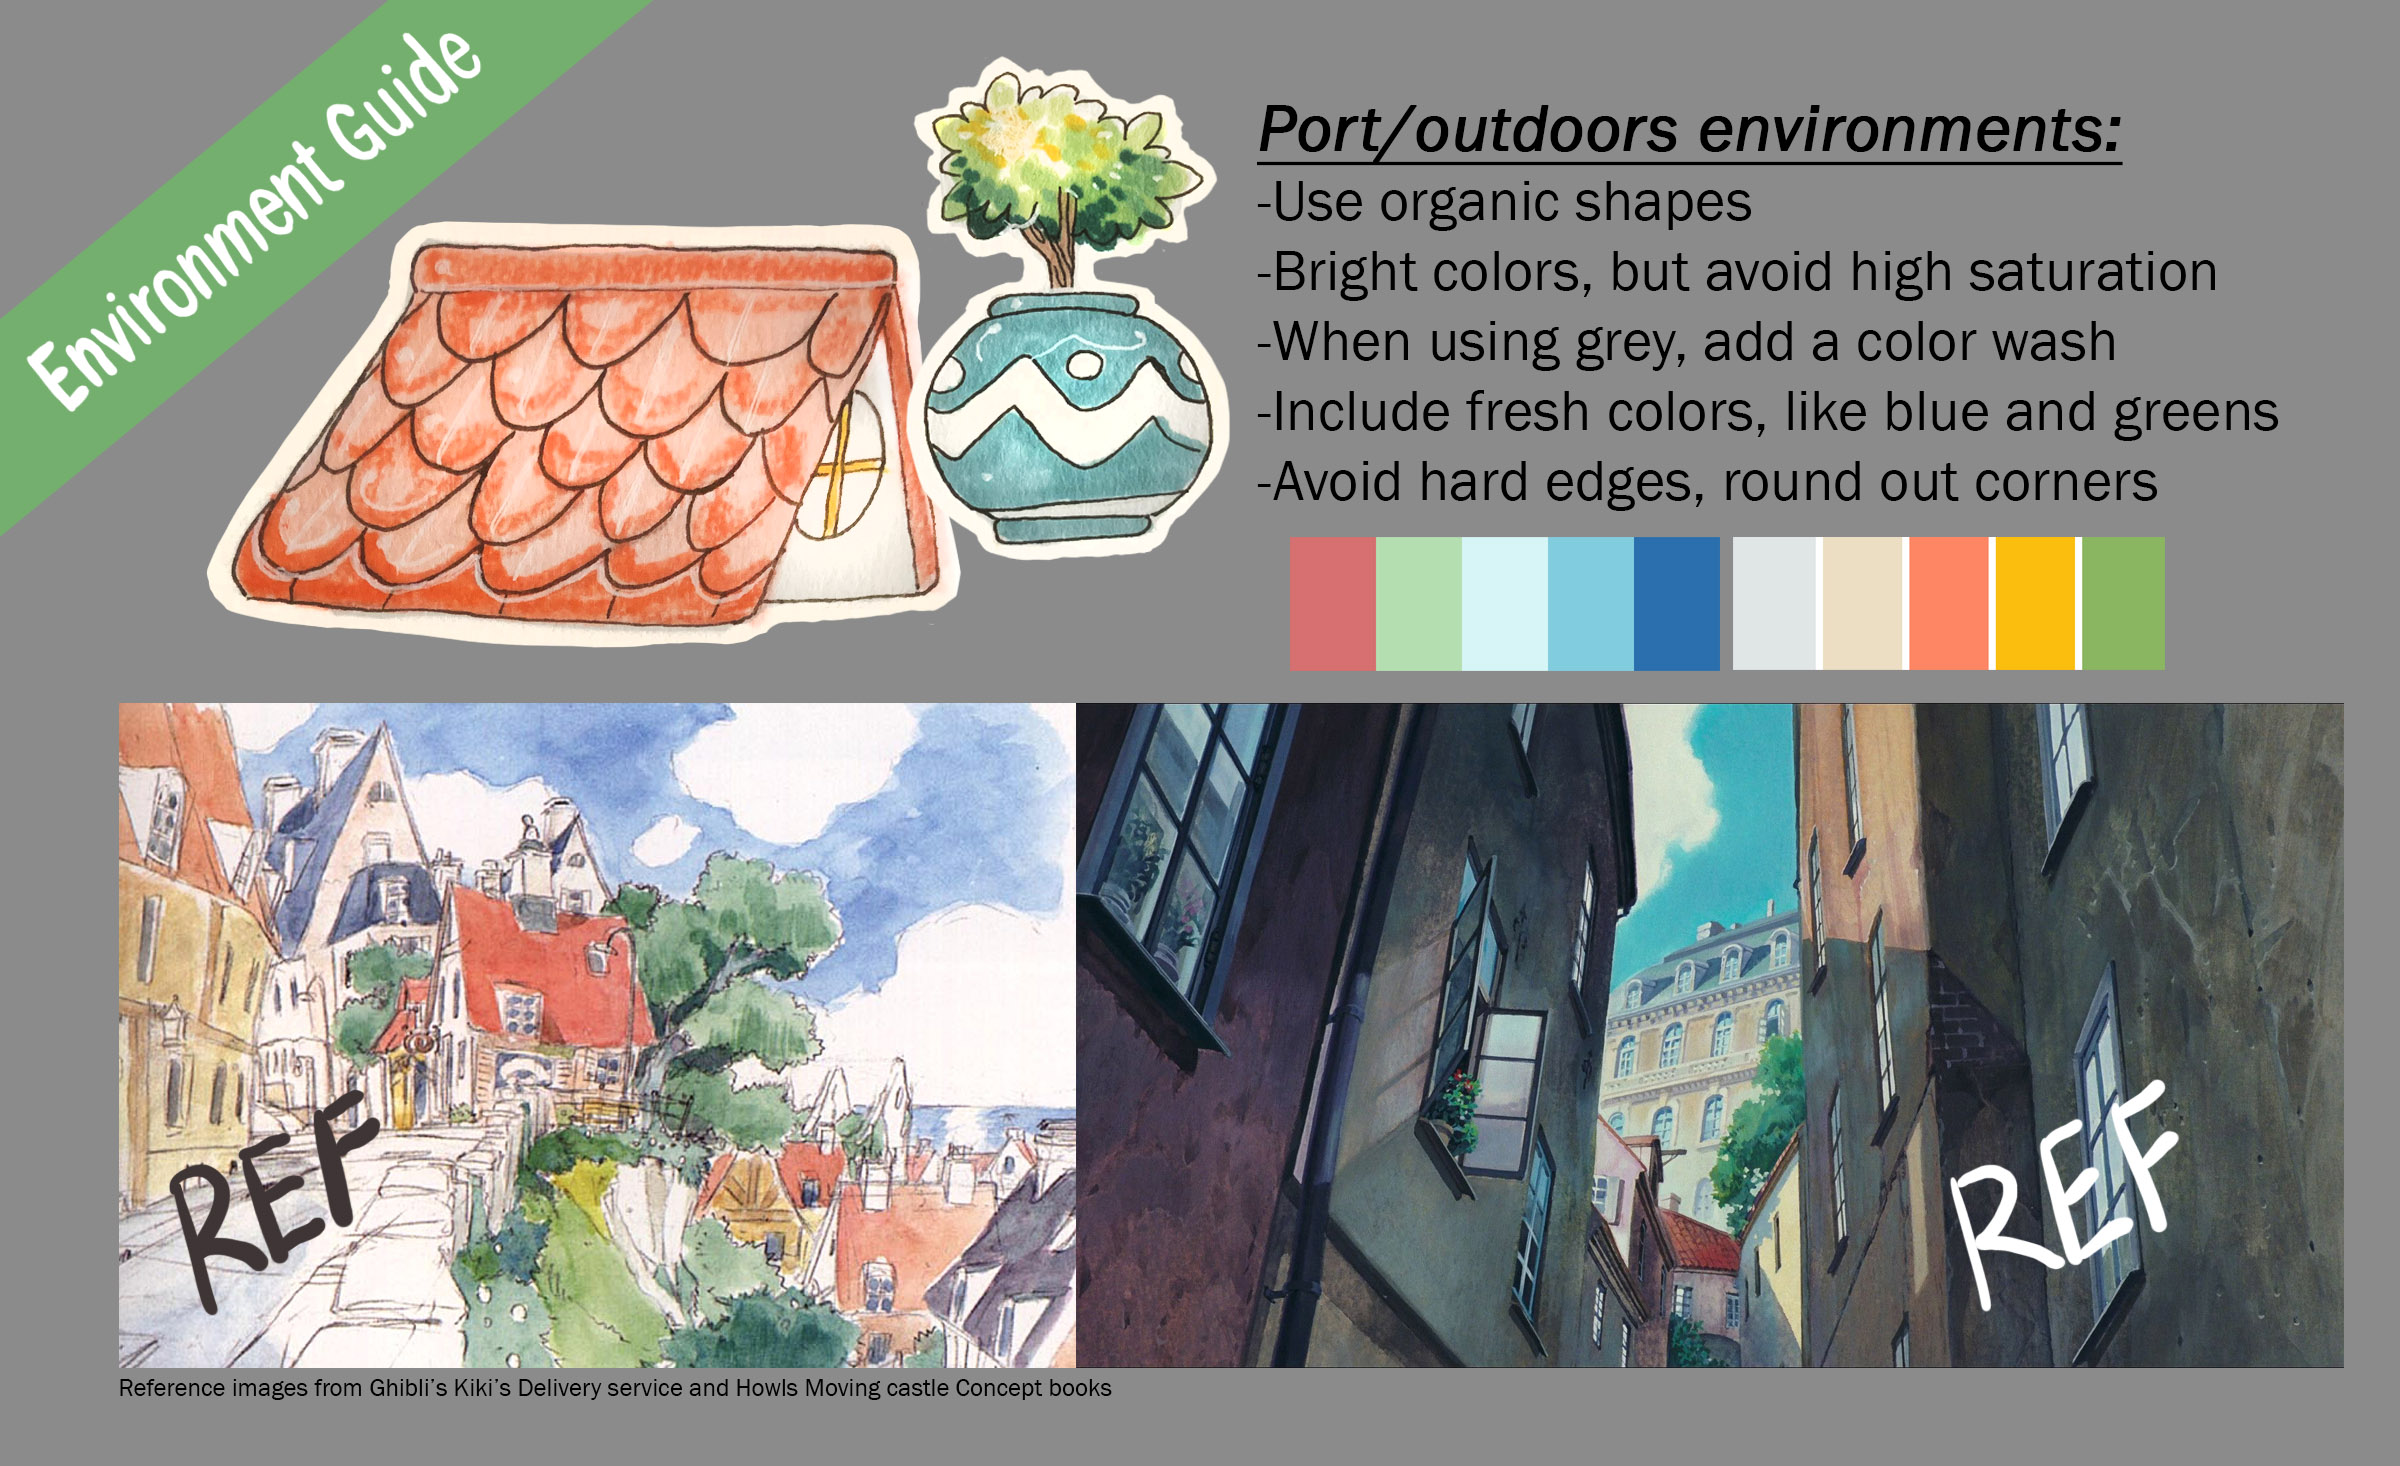 Environment Guide
Port/outdoors environments:
-Use organic shapes
-Bright colors, but avoid high saturation
-When using grey, add a color wash
-Include fresh colors, like blue and greens
-Avoid hard edges, round out corners
REF
REF
Reference images from Ghibli's Kiki's Delivery service and Howls Moving castle Concept books